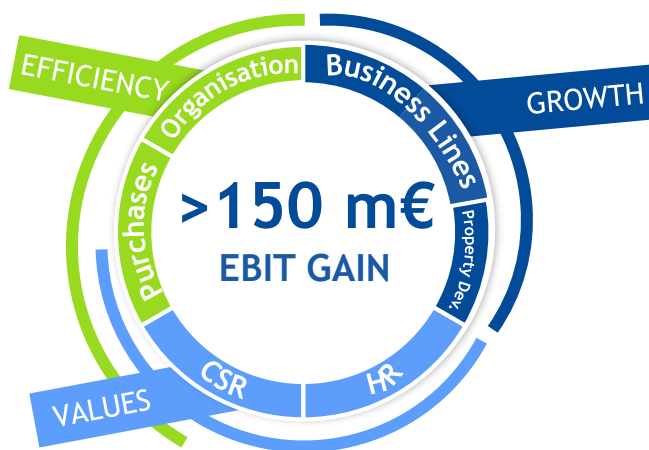 EFFICIENCY
Organisation
Business Lines
GROWTH
Purchases
>150 m€
EBIT GAIN
Property Dev.
CSR
HR
VALUES